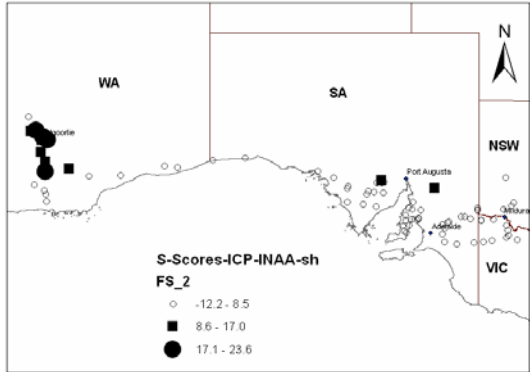 N
WA
SA
NSW
Port Augusta
Mildura
Adelaide
VIC
S-Scores-ICP-INAA-sh
FS_2
-12.2 - 8.5
8.6 - 17.0
17.1 - 23.6